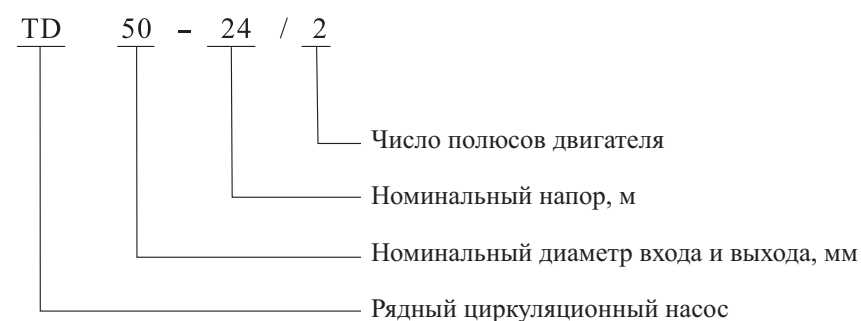 TD 50 - 24 / 2
Число полюсов двигателя
Номинальный напор, м
Номинальный диаметр входа и выхода, мм
Рядный циркуляционный насос